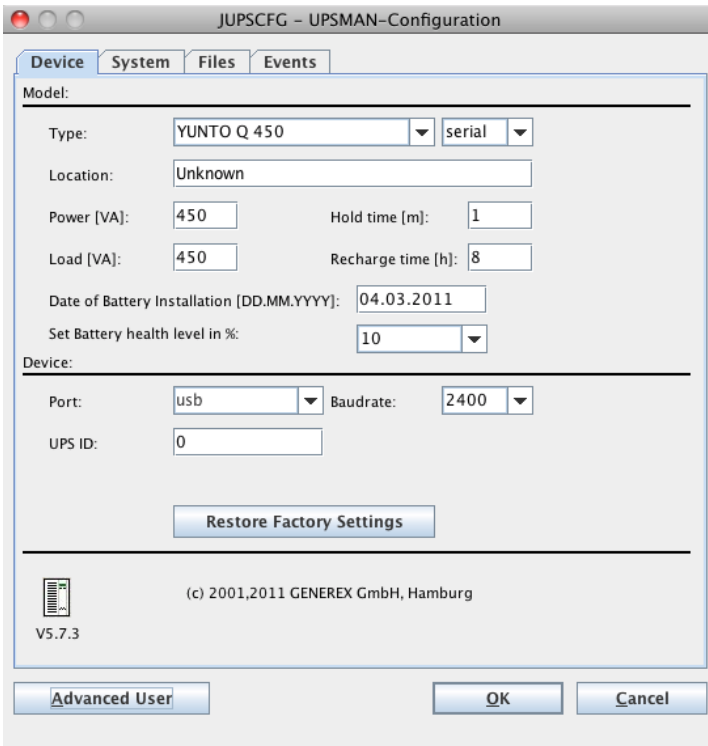 JUPSCFG – UPSMAN-Configuration
Device System Files Events
Model:
Type: YUNTO Q 450 serial
Location: Unknown
Power [VA]: 450 Hold time [m]: 1
Load [VA]: 450 Recharge time [h]: 8
Date of Battery Installation [DD.MM.YYYY]: 04.03.2011
Set Battery health level in %: 10
Device:
Port: usb Baudrate: 2400
UPS ID: 0
Restore Factory Settings
(c) 2001,2011 GENEREX GmbH, Hamburg
V5.7.3
Advanced User OK Cancel